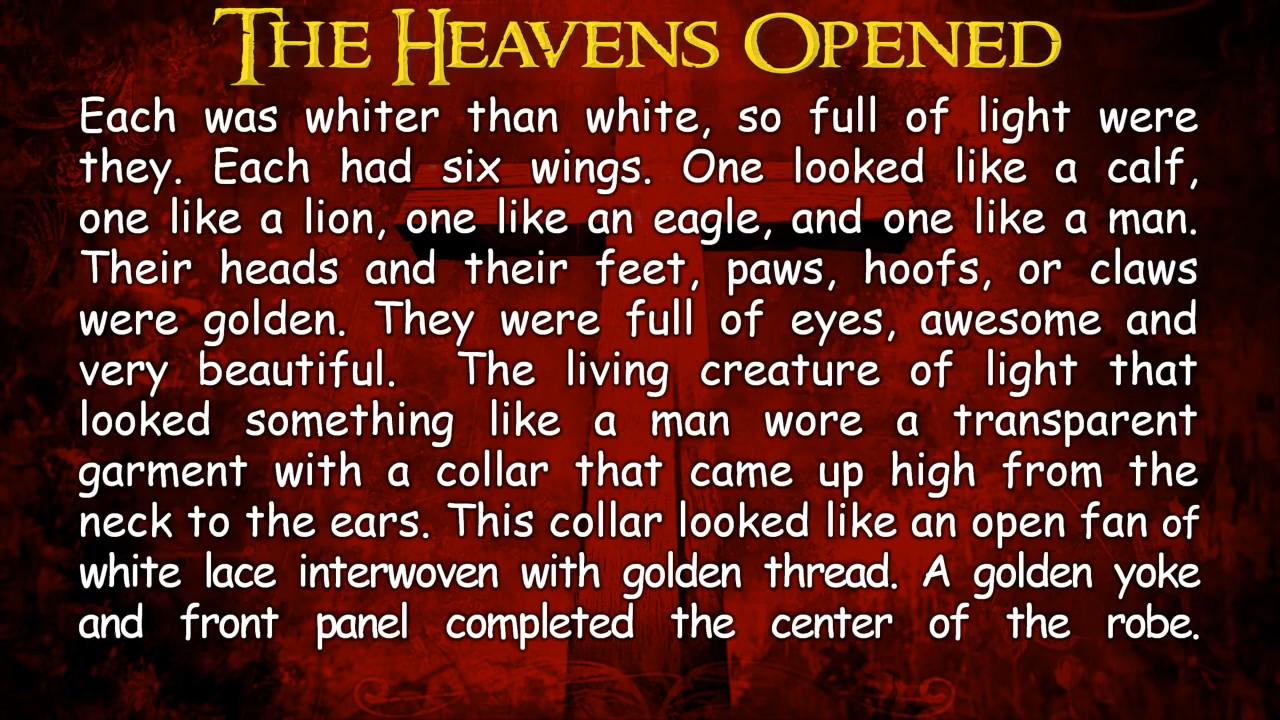 THE HEAVENS OPENED
Each was whiter than white, so full of light were
they. Each had six wings. One looked like a calf,
one like a lion, one like an eagle, and one like a man.
Their heads and their feet, paws, hoofs, or claws
were golden. They were full of eyes, awesome and
very beautiful. The living creature of light that
looked something like a man wore a transparent
garment with a collar that came up high from the
neck to the ears. This collar looked like an open fan of
white lace interwoven with golden thread. A golden yoke
and front panel completed the center of the robe.